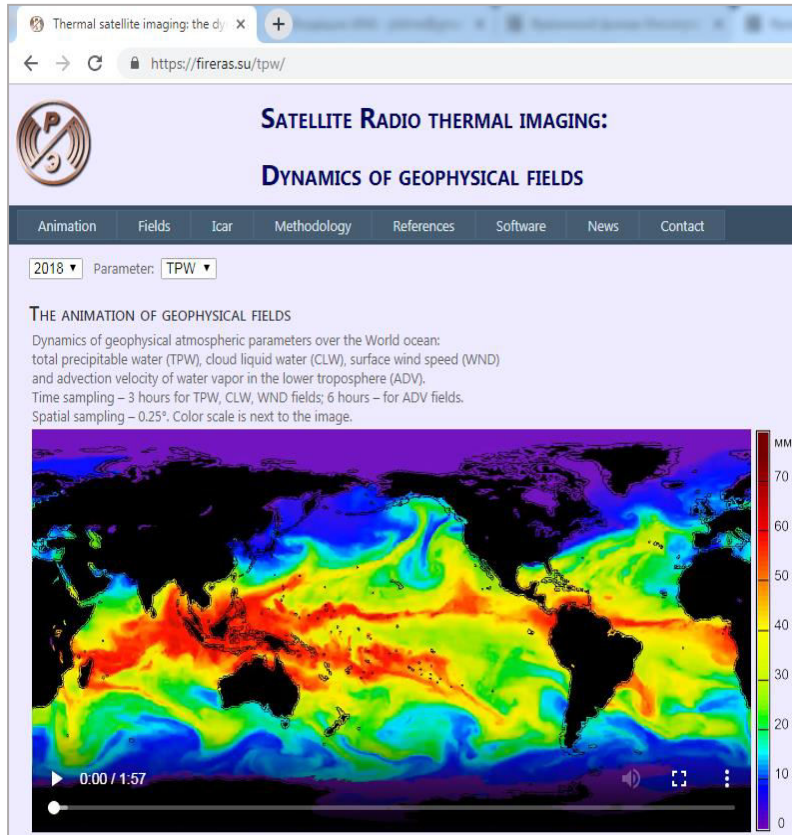 Thermal satellite imaging: the dy
https://fireras.su/tpw/
РЭ
SATELLITE RADIO THERMAL IMAGING:
DYNAMICS OF GEOPHYSICAL FIELDS
Animation Fields Icar Methodology References Software News Contact
2018 Parameter: TPW
THE ANIMATION OF GEOPHYSICAL FIELDS
Dynamics of geophysical atmospheric parameters over the World ocean:
total precipitable water (TPW), cloud liquid water (CLW), surface wind speed (WND)
and advection velocity of water vapor in the lower troposphere (ADV).
Time sampling – 3 hours for TPW, CLW, WND fields; 6 hours – for ADV fields.
Spatial sampling – 0.25°. Color scale is next to the image.
мм
70
60
50
40
30
20
10
0
0:00 / 1:57